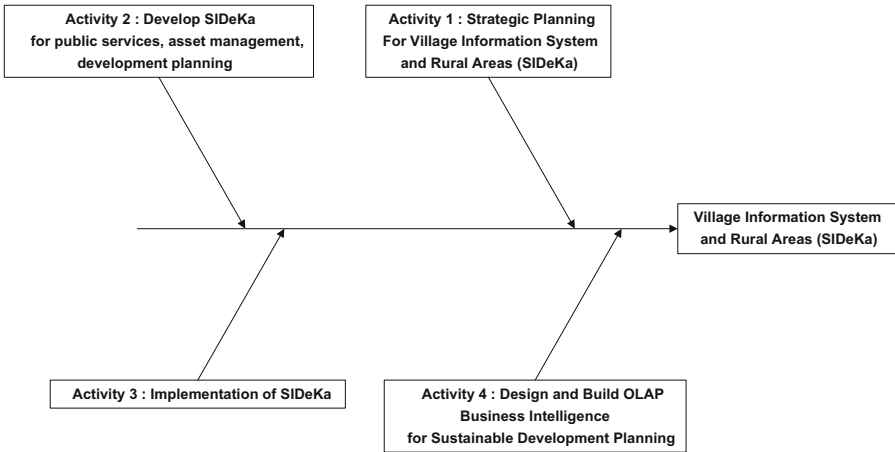 Activity 2 : Develop SIDeKa
for public services, asset management,
development planning
Activity 1 : Strategic Planning
For Village Information System
and Rural Areas (SIDeKa)
Village Information System
and Rural Areas (SIDeKa)
Activity 3 : Implementation of SIDeKa
Activity 4 : Design and Build OLAP
Business Intelligence
for Sustainable Development Planning